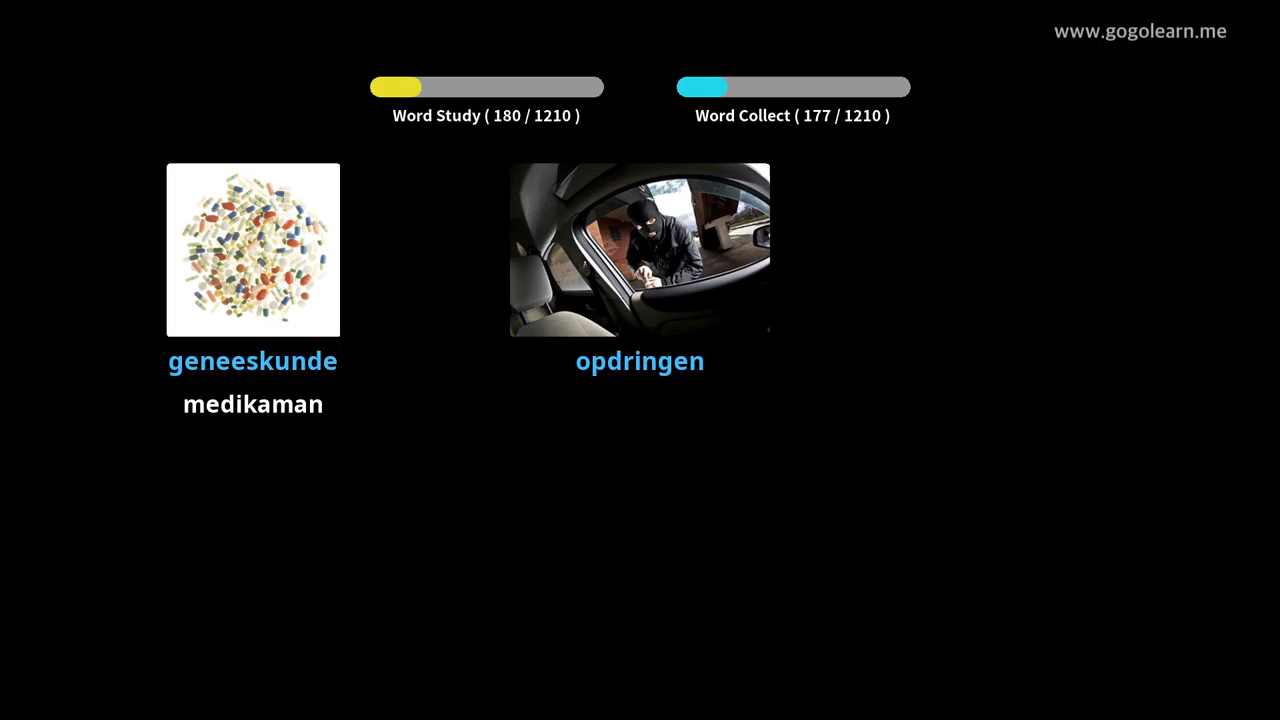 www.gogolearn.me
Word Study ( 180 / 1210 )
Word Collect ( 177 / 1210 )
geneeskunde
opdringen
medikaman